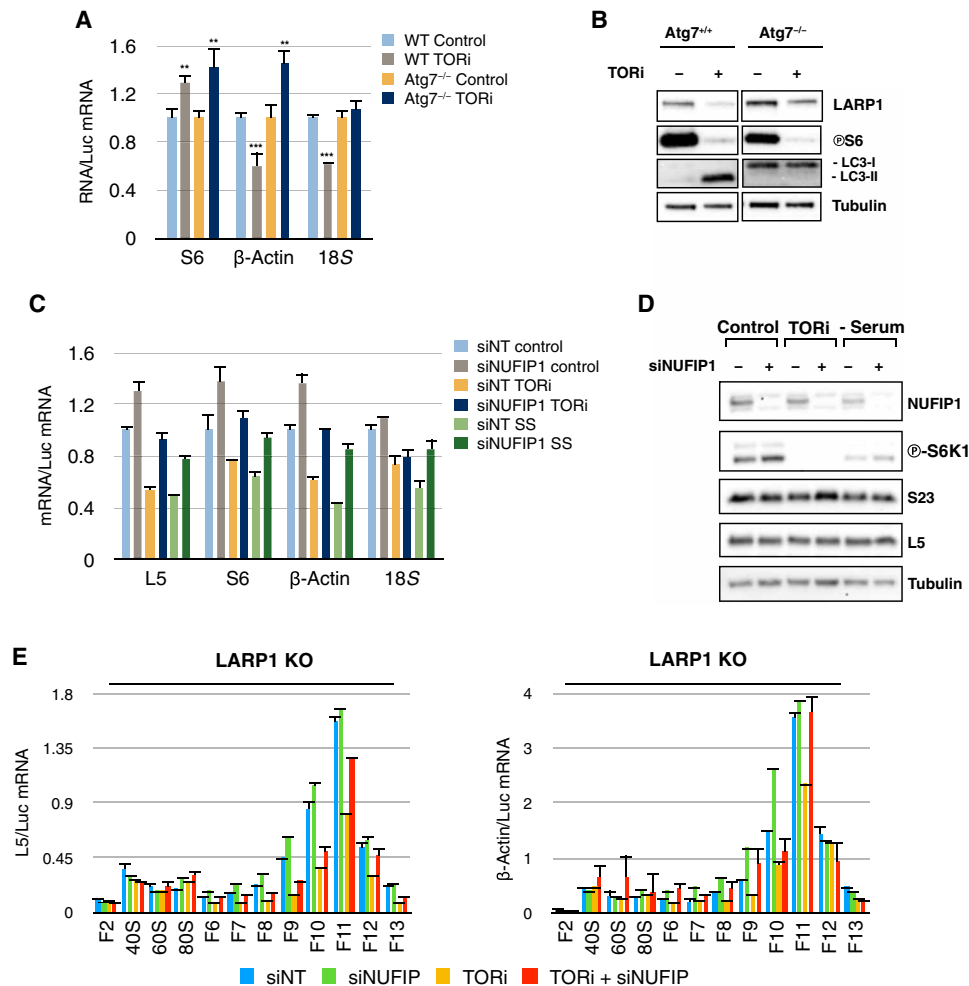 A
RNA/Luc mRNA
1.6
1.2
0.8
0.4
0
** ** *** ** ***
S6 β-Actin 18S
WT Control
WT TORi
Atg7–/– Control
Atg7–/– TORi
B
Atg7+/+ Atg7–/–
TORi – + – +
LARP1
ⓅS6
- LC3-I
- LC3-II
Tubulin
C
mRNA/Luc mRNA
1.6
1.2
0.8
0.4
0
L5 S6 β-Actin 18S
siNT control
siNUFIP1 control
siNT TORi
siNUFIP1 TORi
siNT SS
siNUFIP1 SS
D
Control TORi - Serum
siNUFIP1 – + – + – +
NUFIP1
Ⓟ-S6K1
S23
L5
Tubulin
E
LARP1 KO
L5/Luc mRNA
1.8
1.35
0.9
0.45
0
F2 40S 60S 80S F6 F7 F8 F9 F10 F11 F12 F13
LARP1 KO
β-Actin/Luc mRNA
4
3
2
1
0
F2 40S 60S 80S F6 F7 F8 F9 F10 F11 F12 F13
siNT siNUFIP TORi TORi + siNUFIP